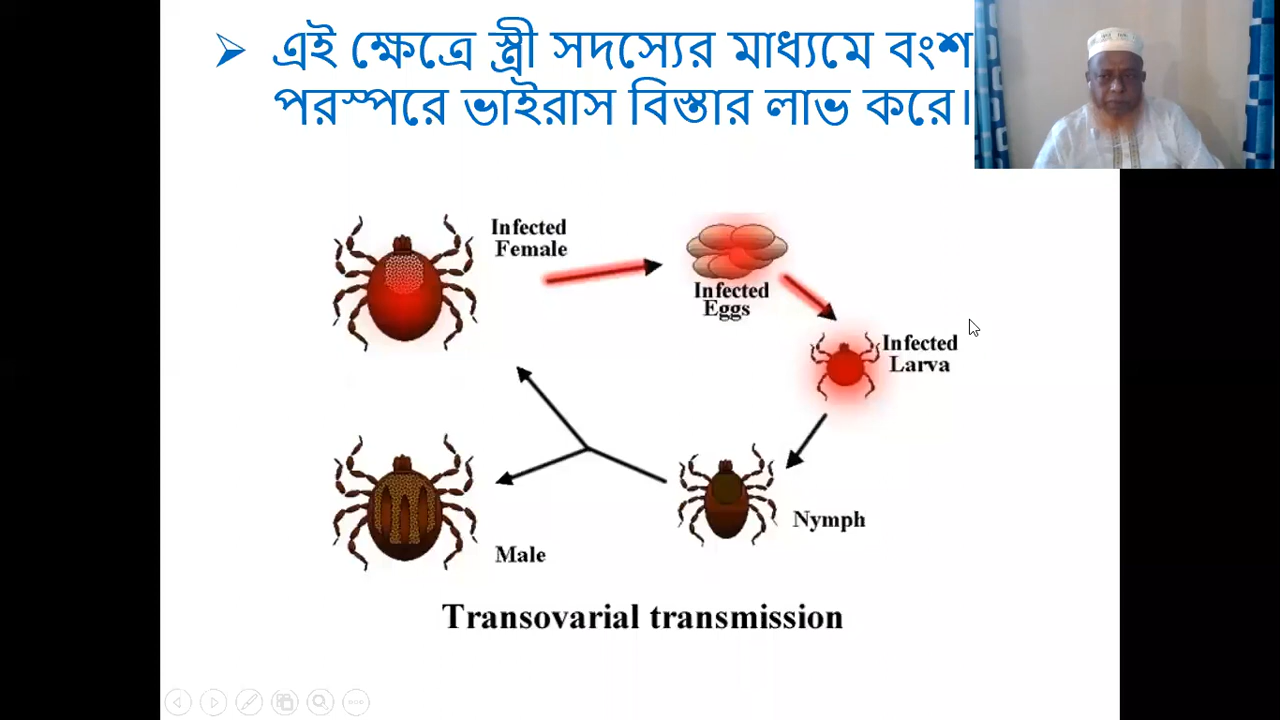 ➢ এই ক্ষেত্রে স্ত্রী সদস্যের মাধ্যমে বংশ
পরস্পরে ভাইরাস বিস্তার লাভ করে।
Infected
Female
Infected
Eggs
Infected
Larva
Nymph
Male
Transovarial transmission